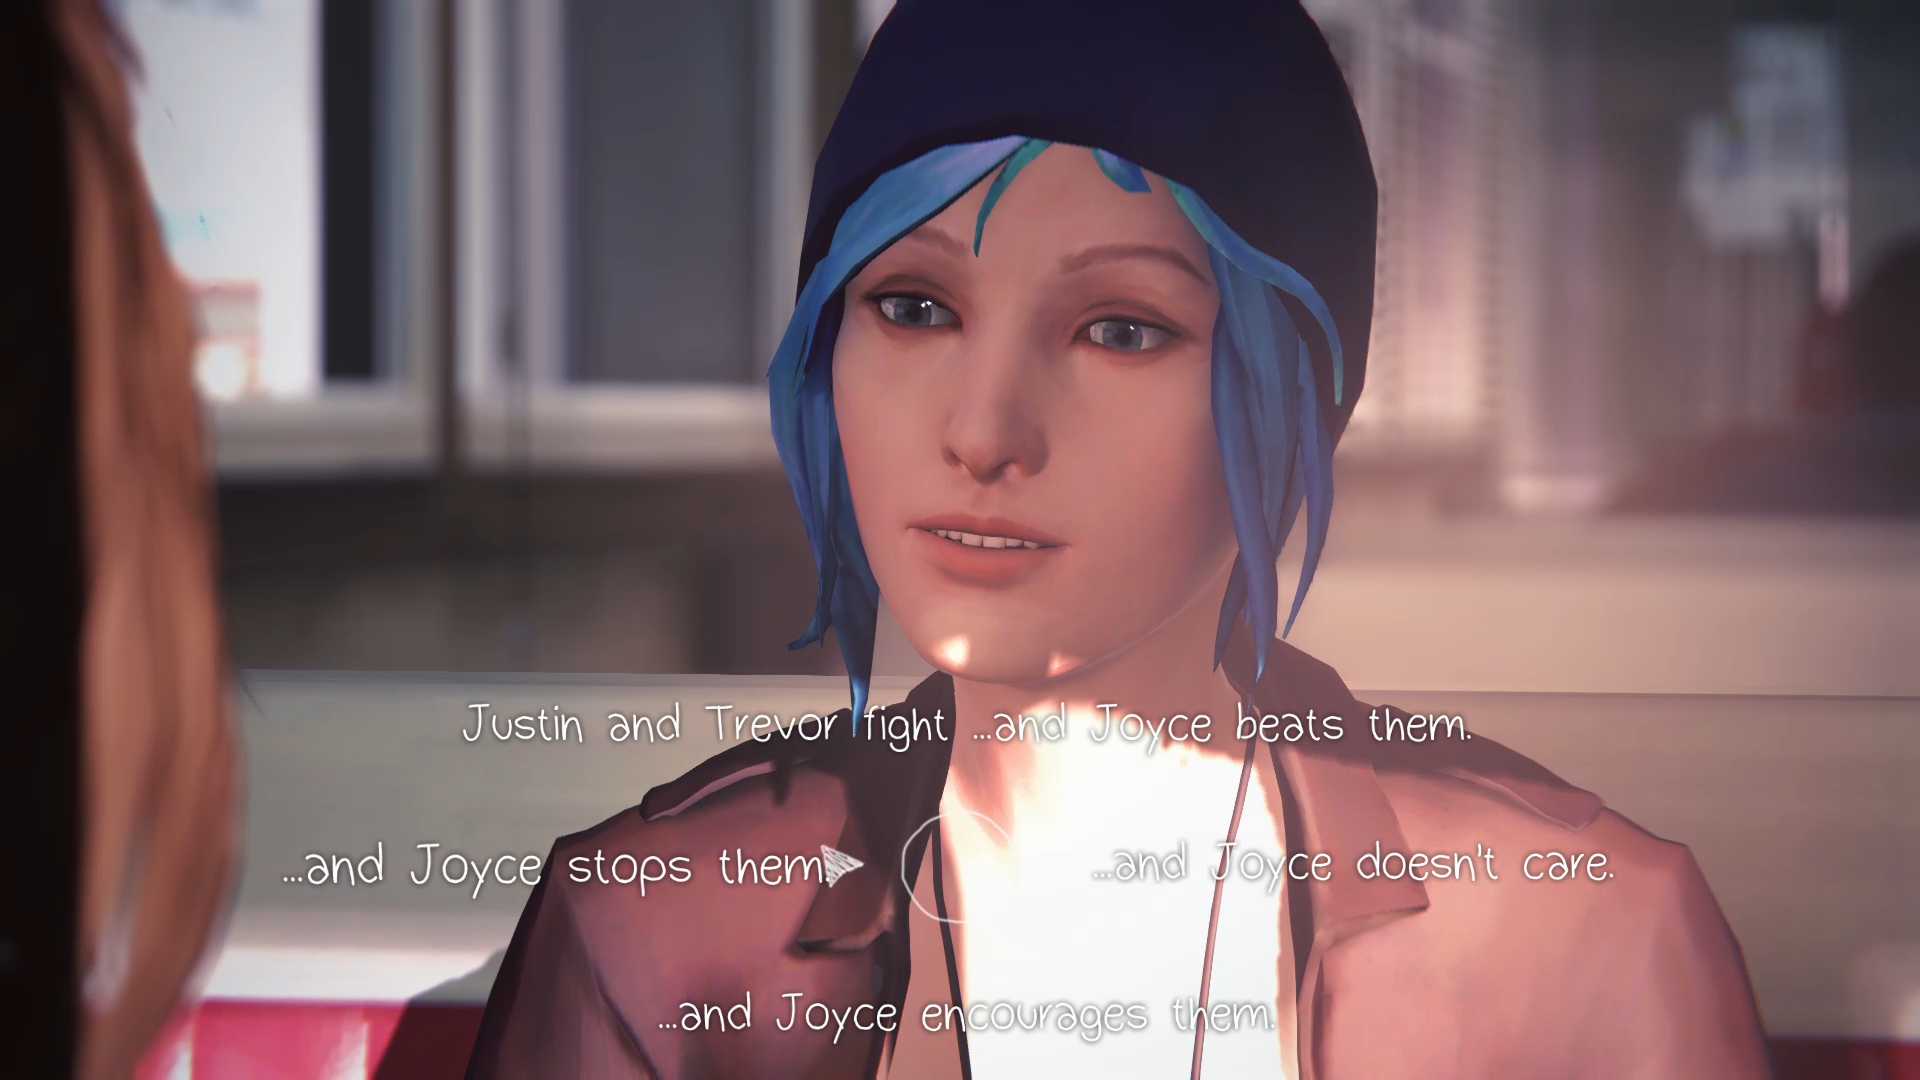 Justin and Trevor fight ...and Joyce beats them.
...and Joyce stops them. ...and Joyce doesn't care.
...and Joyce encourages them.